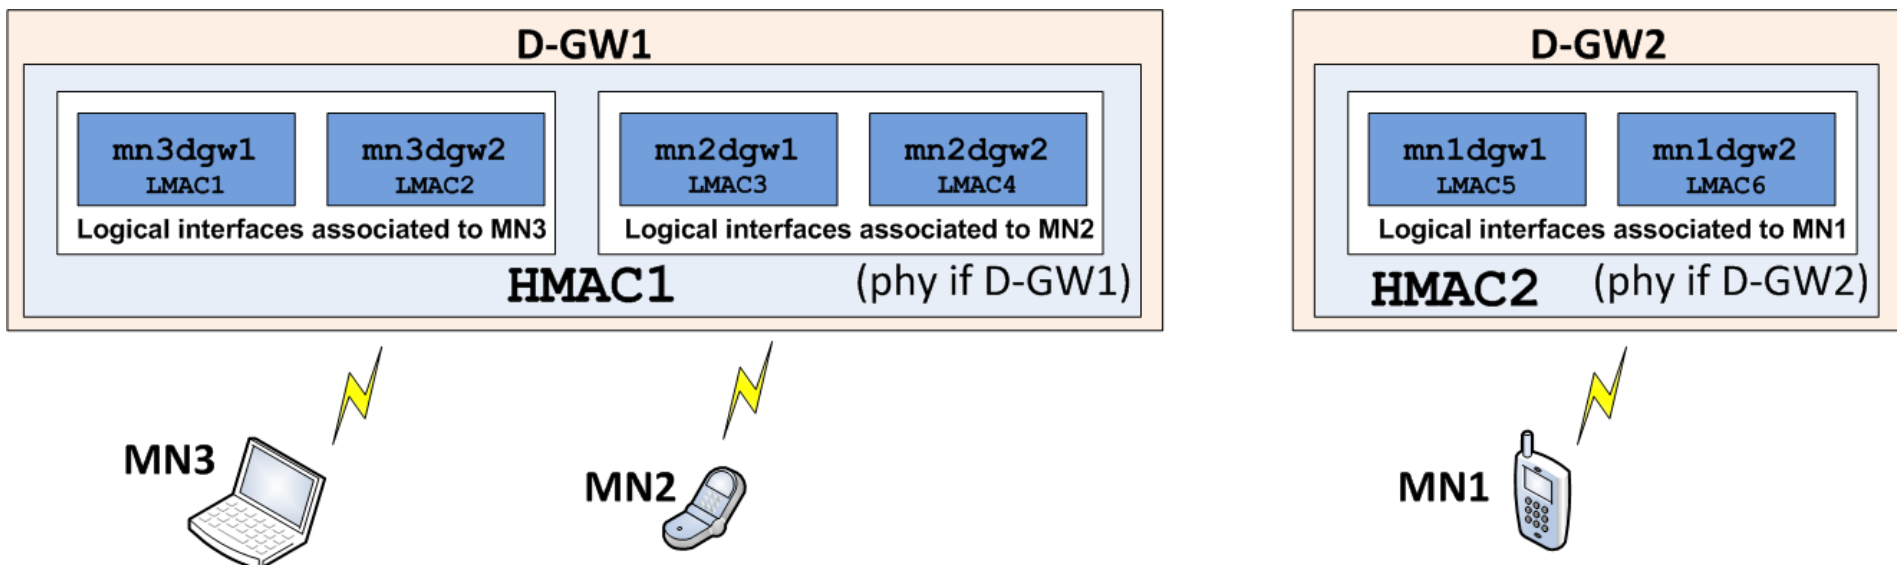 D-GW1
mn3dgw1
LMAC1
mn3dgw2
LMAC2
Logical interfaces associated to MN3
mn2dgw1
LMAC3
mn2dgw2
LMAC4
Logical interfaces associated to MN2
HMAC1
(phy if D-GW1)
MN3
MN2
D-GW2
mn1dgw1
LMAC5
mn1dgw2
LMAC6
Logical interfaces associated to MN1
HMAC2
(phy if D-GW2)
MN1